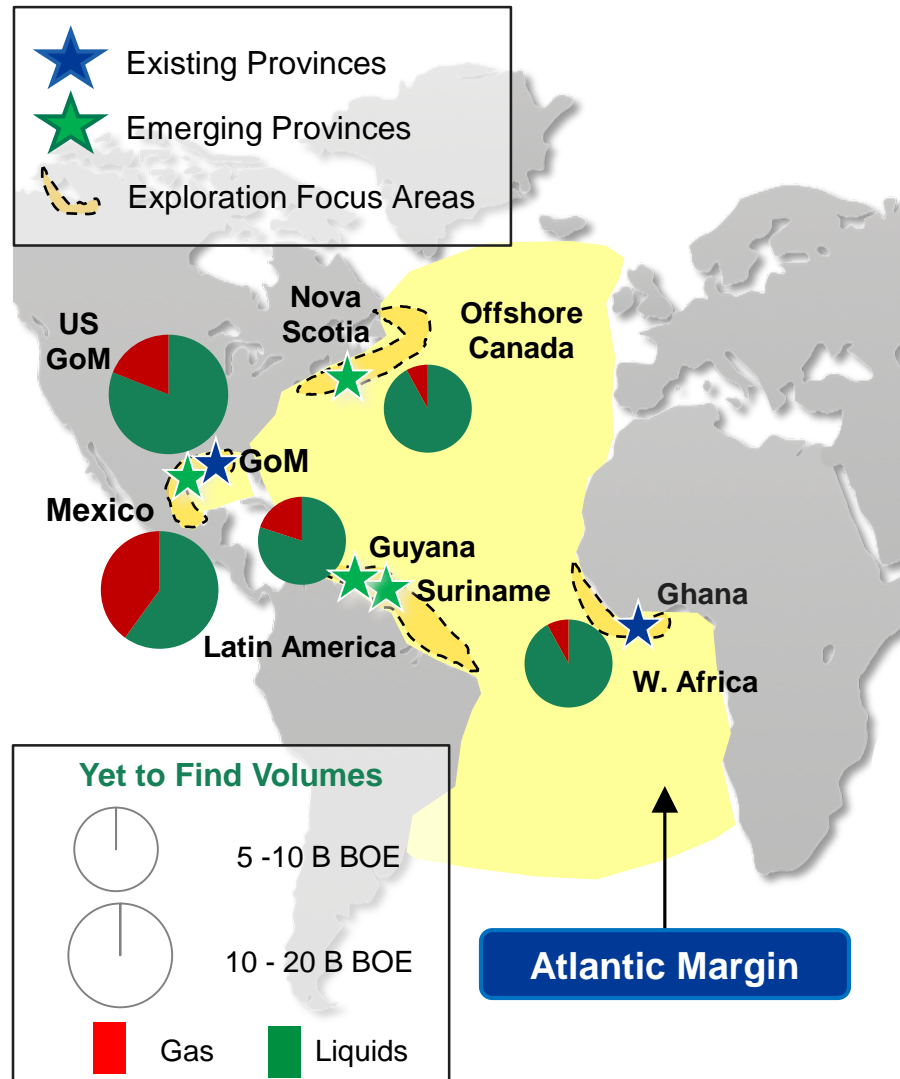 Existing Provinces
Emerging Provinces
Exploration Focus Areas
Nova
Scotia
Offshore
Canada
US
GoM
GoM
Mexico
Guyana
Suriname
Latin America
Ghana
W. Africa
Yet to Find Volumes
5 -10 B BOE
10 - 20 B BOE
Gas
Liquids
Atlantic Margin